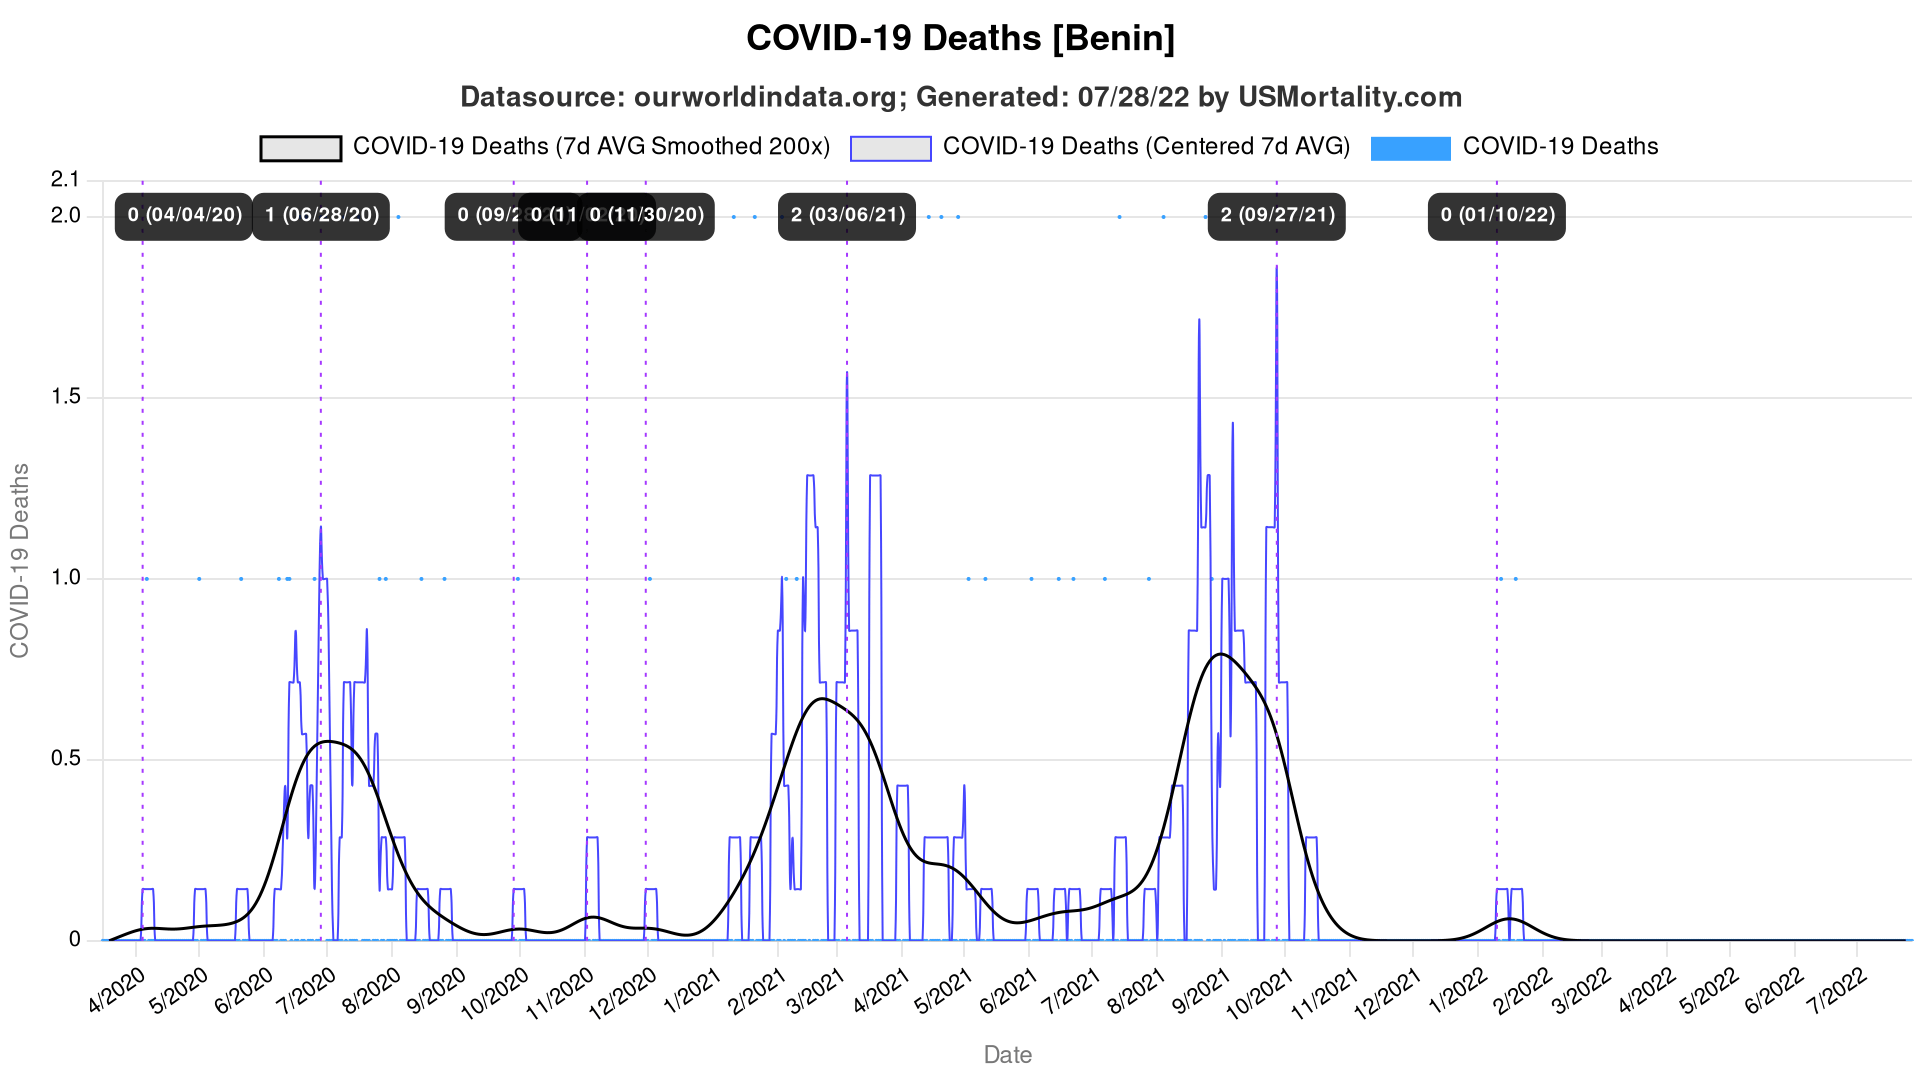 COVID-19 Deaths [Benin]
Datasource: ourworldindata.org; Generated: 07/28/22 by USMortality.com
COVID-19 Deaths (7d AVG Smoothed 200x) COVID-19 Deaths (Centered 7d AVG) COVID-19 Deaths
2.1
2.0
0 (04/04/20) 1 (06/28/20) 0 (09/28 0 (11/ 0 (11/30/20) 2 (03/06/21) 2 (09/27/21) 0 (01/10/22)
1.5
1.0
0.5
0
COVID-19 Deaths
4/2020 5/2020 6/2020 7/2020 8/2020 9/2020 10/2020 11/2020 12/2020 1/2021 2/2021 3/2021 4/2021 5/2021 6/2021 7/2021 8/2021 9/2021 10/2021 11/2021 12/2021 1/2022 2/2022 3/2022 4/2022 5/2022 6/2022 7/2022
Date